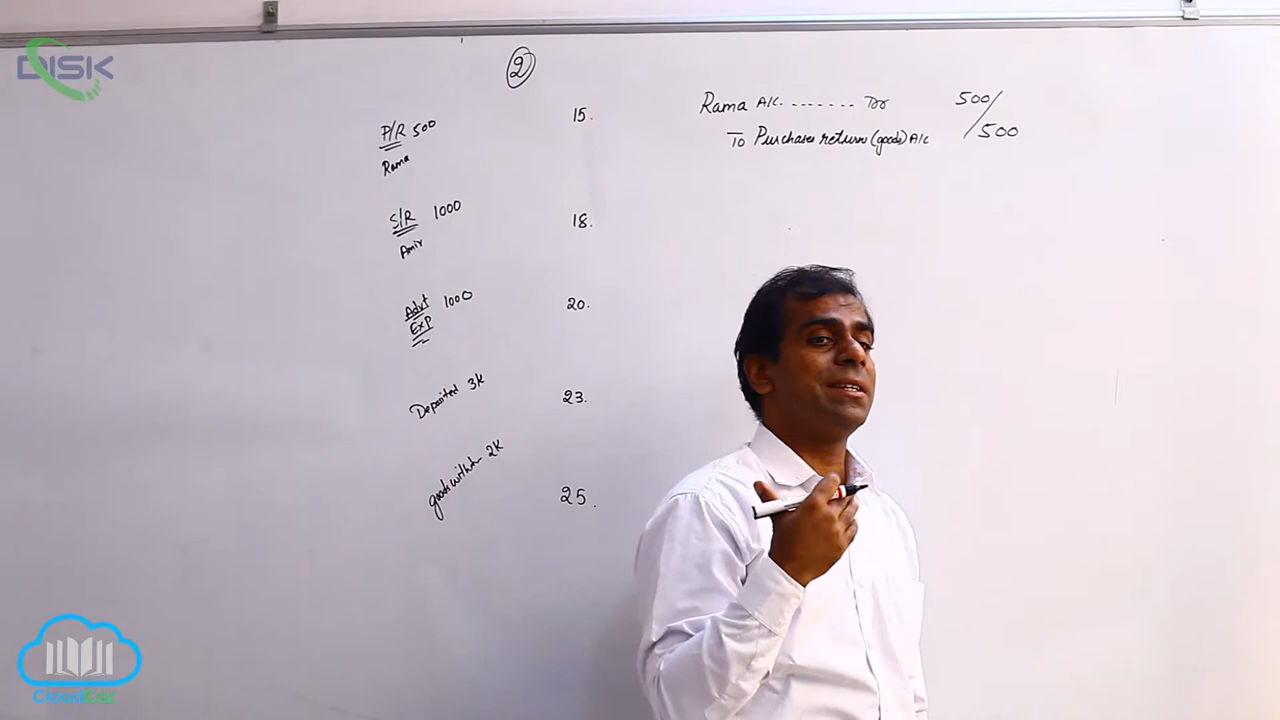 DISK
2
P/R 500
Rama
15.
Rama A/c. -------- Dr 500/
To Purchases return (goods) A/c /500
S/R 1000
Amir
18.
Advt 1000
Exp
20.
Deposited 3k
23.
goods withdr 2K
25.
CloudEdz